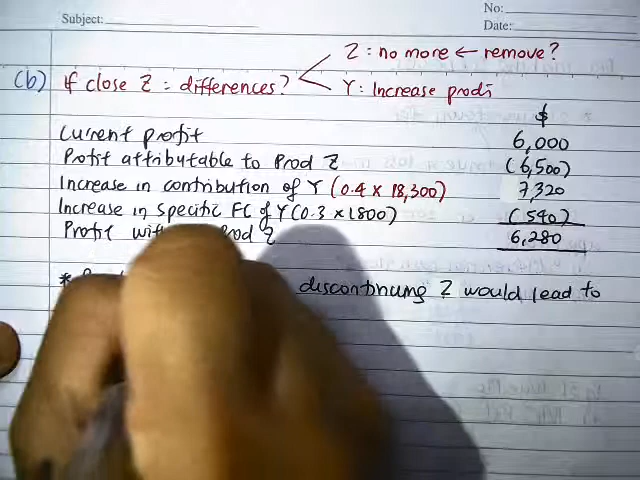 No:
Subject:
Date:
Z : no more ← remove?
(b) If close Z : differences?
Y : Increase prod
$
Current profit 6,000
Profit attributable to Prod Z (6,500)
Increase in contribution of Y (0.4 x 18,300) 7,320
Increase in specific FC of Y (0.3 x 1800) (540)
Profit Prod Z 6,280
* discontinuing Z would lead to